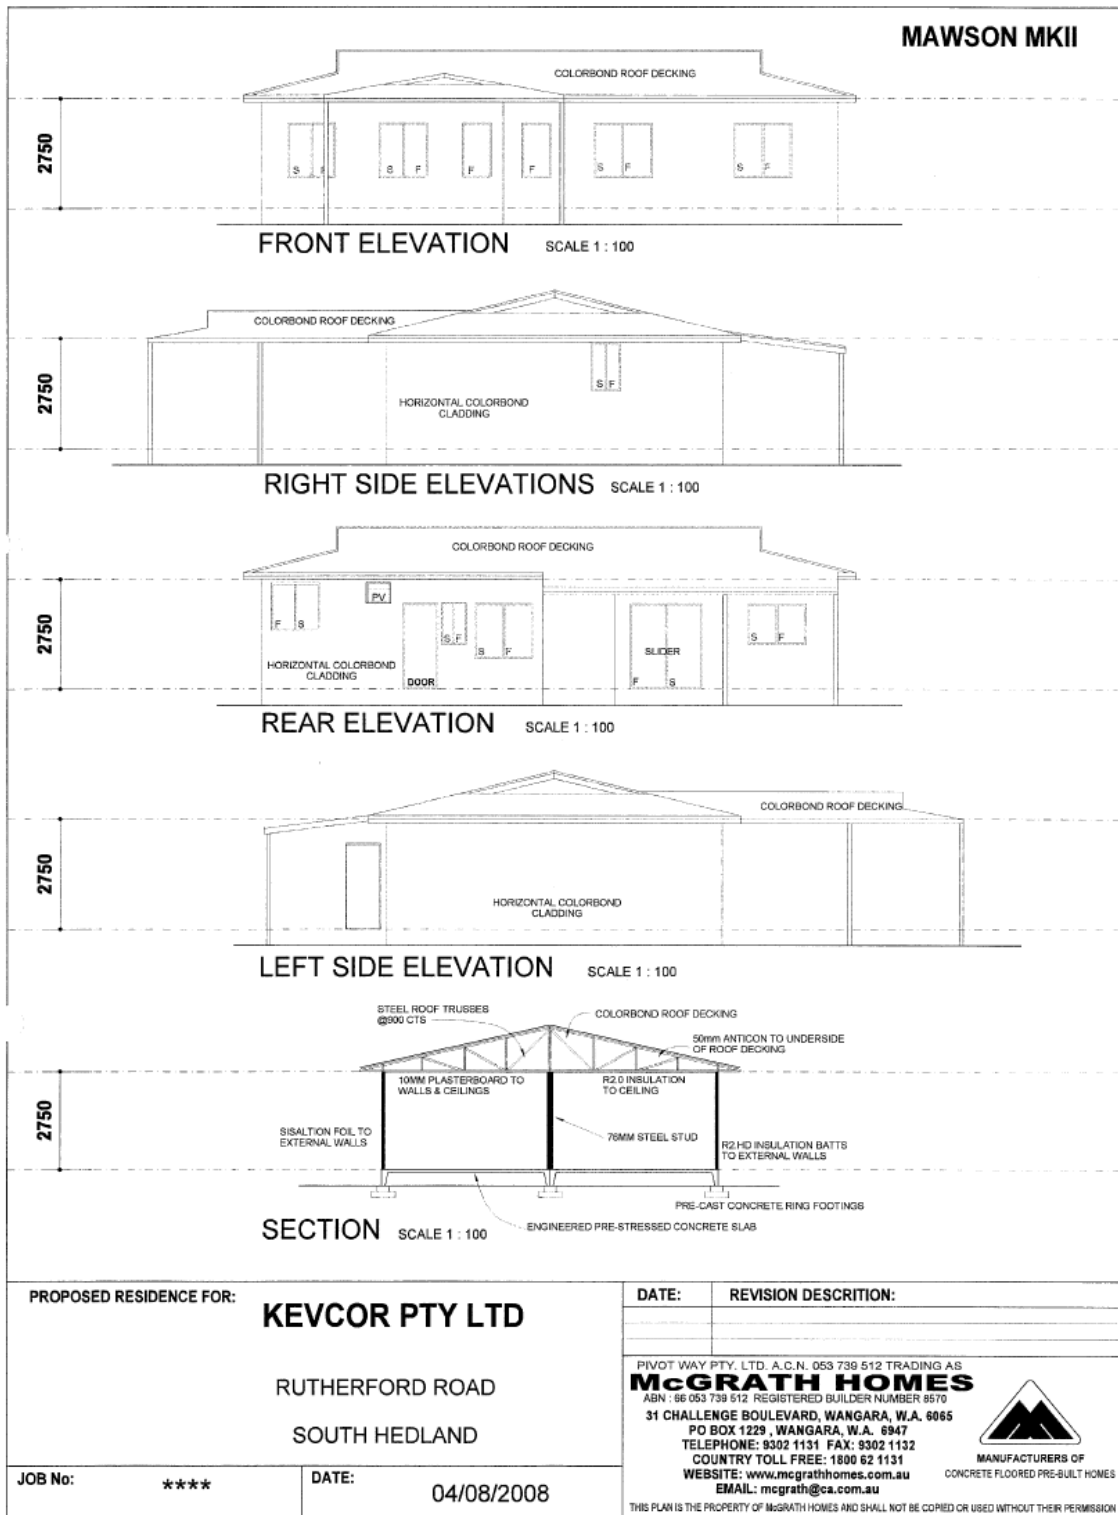 MAWSON MKII
COLORBOND ROOF DECKING
2750
S S S F F F S F S F
FRONT ELEVATION SCALE 1 : 100
COLORBOND ROOF DECKING
2750
S F
HORIZONTAL COLORBOND
CLADDING
RIGHT SIDE ELEVATIONS SCALE 1 : 100
COLORBOND ROOF DECKING
2750
PV
F S
S F
S F
S F
HORIZONTAL COLORBOND
CLADDING
DOOR
SLIDER
F S
REAR ELEVATION SCALE 1 : 100
COLORBOND ROOF DECKING
2750
HORIZONTAL COLORBOND
CLADDING
LEFT SIDE ELEVATION SCALE 1 : 100
STEEL ROOF TRUSSES
@900 CTS
COLORBOND ROOF DECKING
50mm ANTICON TO UNDERSIDE
OF ROOF DECKING
2750
10MM PLASTERBOARD TO
WALLS & CEILINGS
R2.0 INSULATION
TO CEILING
SISALTION FOIL TO
EXTERNAL WALLS
76MM STEEL STUD
R2.HD INSULATION BATTS
TO EXTERNAL WALLS
PRE-CAST CONCRETE RING FOOTINGS
ENGINEERED PRE-STRESSED CONCRETE SLAB
SECTION SCALE 1 : 100
PROPOSED RESIDENCE FOR:
KEVCOR PTY LTD
RUTHERFORD ROAD
SOUTH HEDLAND
JOB No: ****
DATE: 04/08/2008
DATE: REVISION DESCRITION:
PIVOT WAY PTY. LTD. A.C.N. 053 739 512 TRADING AS
McGRATH HOMES
ABN : 66 053 739 512 REGISTERED BUILDER NUMBER 8570
31 CHALLENGE BOULEVARD, WANGARA, W.A. 6065
PO BOX 1229 , WANGARA, W.A. 6947
TELEPHONE: 9302 1131 FAX: 9302 1132
COUNTRY TOLL FREE: 1800 62 1131
WEBSITE: www.mcgrathhomes.com.au
EMAIL: mcgrath@ca.com.au
MANUFACTURERS OF
CONCRETE FLOORED PRE-BUILT HOMES
THIS PLAN IS THE PROPERTY OF McGRATH HOMES AND SHALL NOT BE COPIED OR USED WITHOUT THEIR PERMISSION